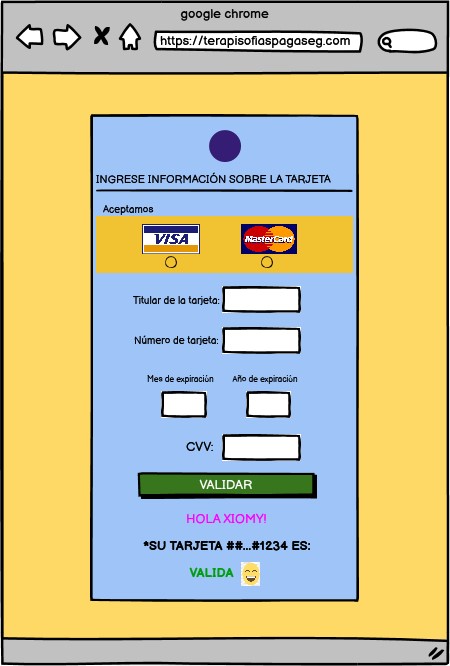 google chrome
https://terapisofiaspagaseg.com
INGRESE INFORMACIÓN SOBRE LA TARJETA
Aceptamos
VISA MasterCard
Titular de la tarjeta:
Número de tarjeta:
Mes de expiración Año de expiración
CVV:
VALIDAR
HOLA XIOMY!
*SU TARJETA ##...#1234 ES:
VALIDA